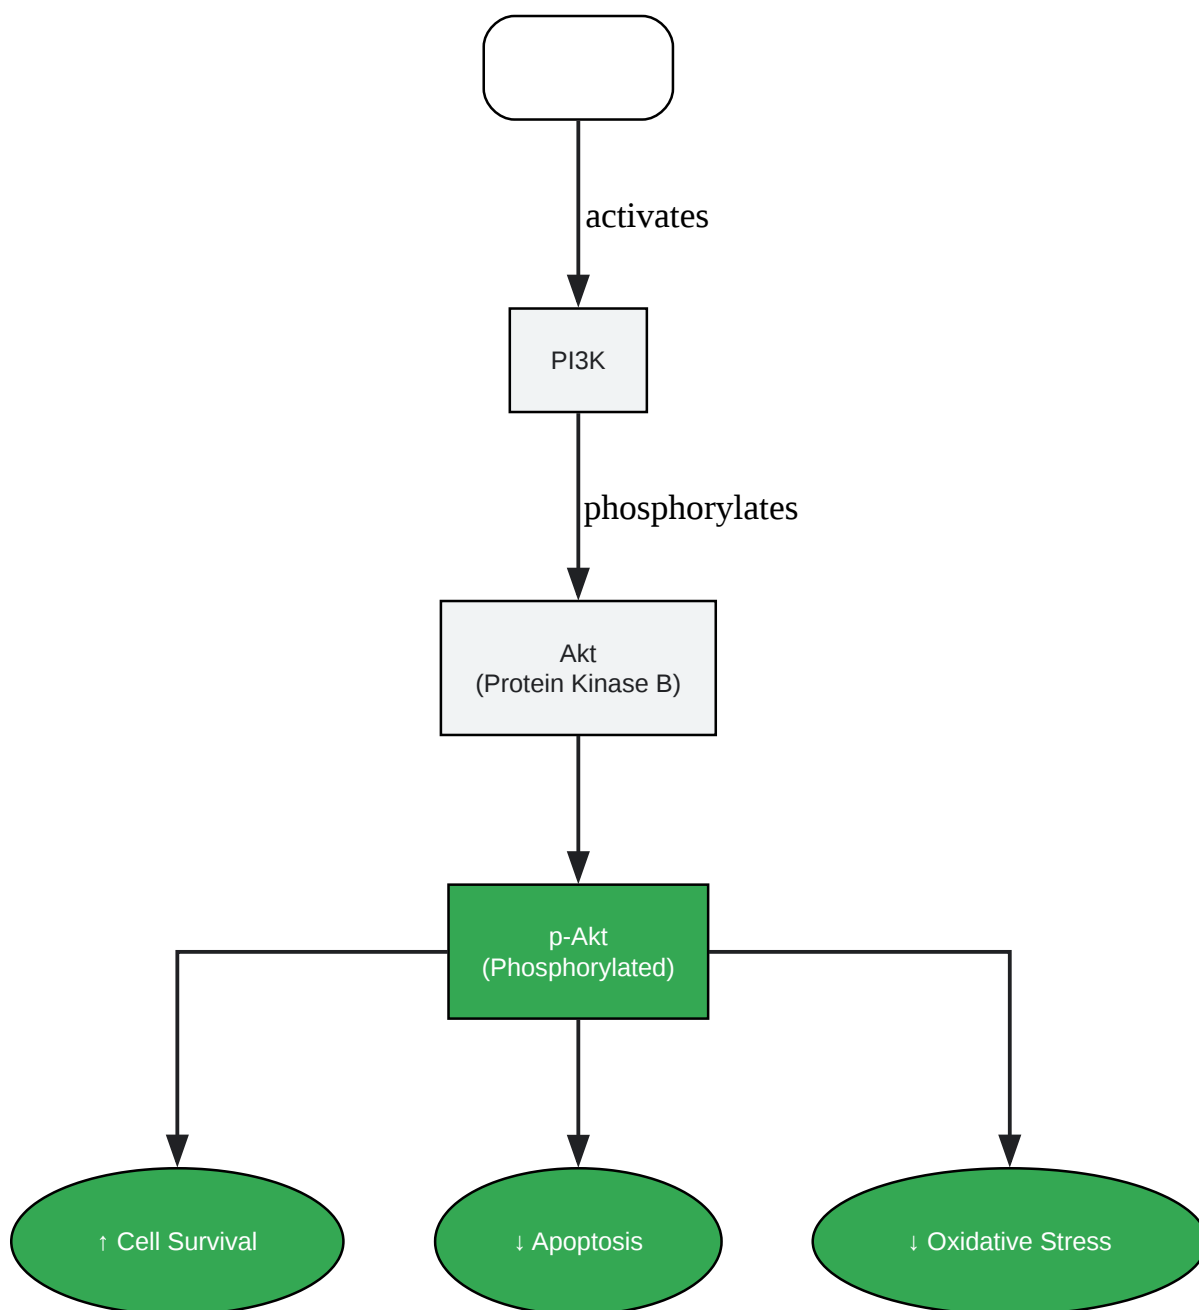 activates
PI3K
phosphorylates
Akt
(Protein Kinase B)
p-Akt
(Phosphorylated)
↑ Cell Survival
↓ Apoptosis
↓ Oxidative Stress